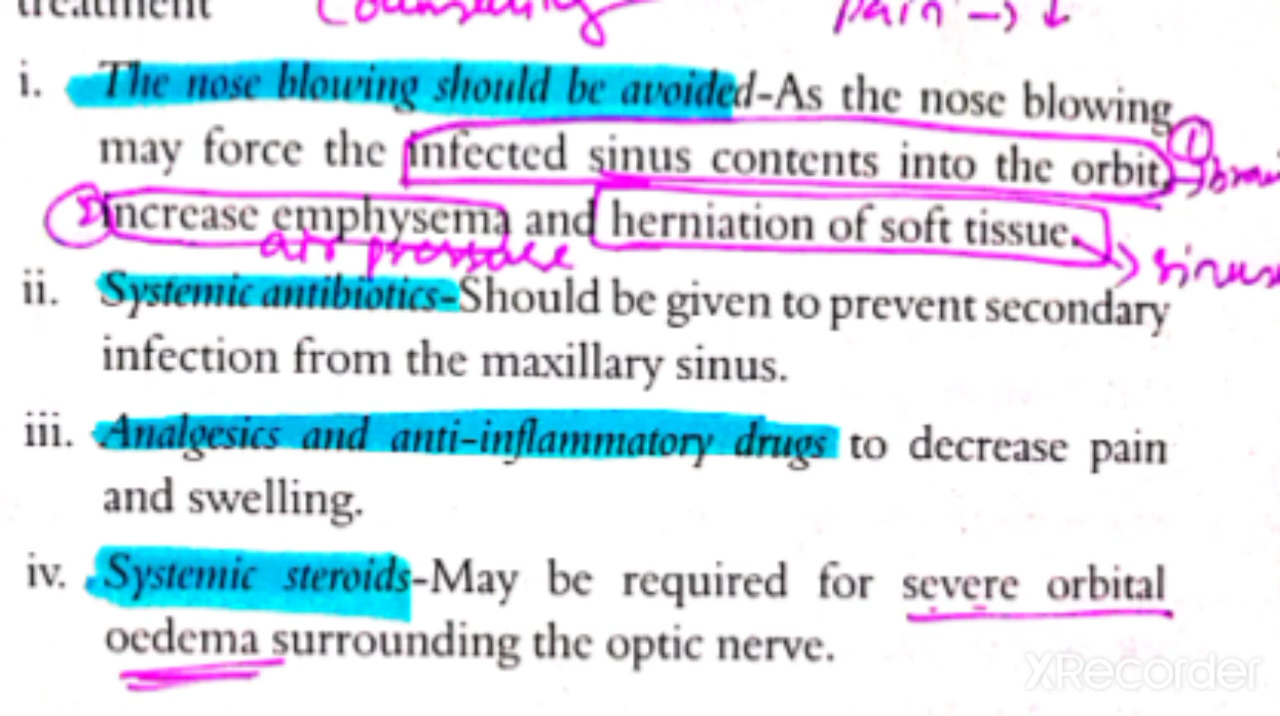 treatment Counselling pain → ↓
i. The nose blowing should be avoided-As the nose blowing
may force the infected sinus contents into the orbit, ①
② increase emphysema and herniation of soft tissue.
air pressure → sinus
ii. Systemic antibiotics-Should be given to prevent secondary
infection from the maxillary sinus.
iii. Analgesics and anti-inflammatory drugs to decrease pain
and swelling.
iv. Systemic steroids-May be required for severe orbital
oedema surrounding the optic nerve.
XRecorder